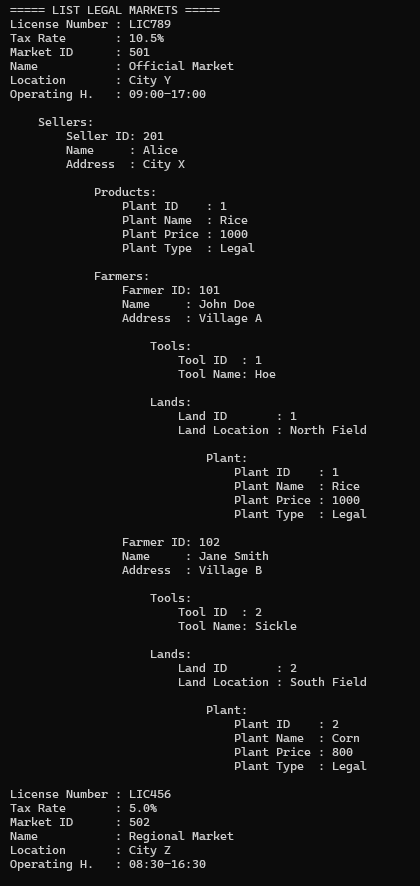 ===== LIST LEGAL MARKETS =====
License Number : LIC789
Tax Rate       : 10.5%
Market ID      : 501
Name           : Official Market
Location       : City Y
Operating H.   : 09:00-17:00

    Sellers:
        Seller ID: 201
        Name     : Alice
        Address  : City X

            Products:
                Plant ID    : 1
                Plant Name  : Rice
                Plant Price : 1000
                Plant Type  : Legal

            Farmers:
                Farmer ID: 101
                Name     : John Doe
                Address  : Village A

                    Tools:
                        Tool ID  : 1
                        Tool Name: Hoe

                    Lands:
                        Land ID       : 1
                        Land Location : North Field

                            Plant:
                                Plant ID    : 1
                                Plant Name  : Rice
                                Plant Price : 1000
                                Plant Type  : Legal

                Farmer ID: 102
                Name     : Jane Smith
                Address  : Village B

                    Tools:
                        Tool ID  : 2
                        Tool Name: Sickle

                    Lands:
                        Land ID       : 2
                        Land Location : South Field

                            Plant:
                                Plant ID    : 2
                                Plant Name  : Corn
                                Plant Price : 800
                                Plant Type  : Legal

License Number : LIC456
Tax Rate       : 5.0%
Market ID      : 502
Name           : Regional Market
Location       : City Z
Operating H.   : 08:30-16:30